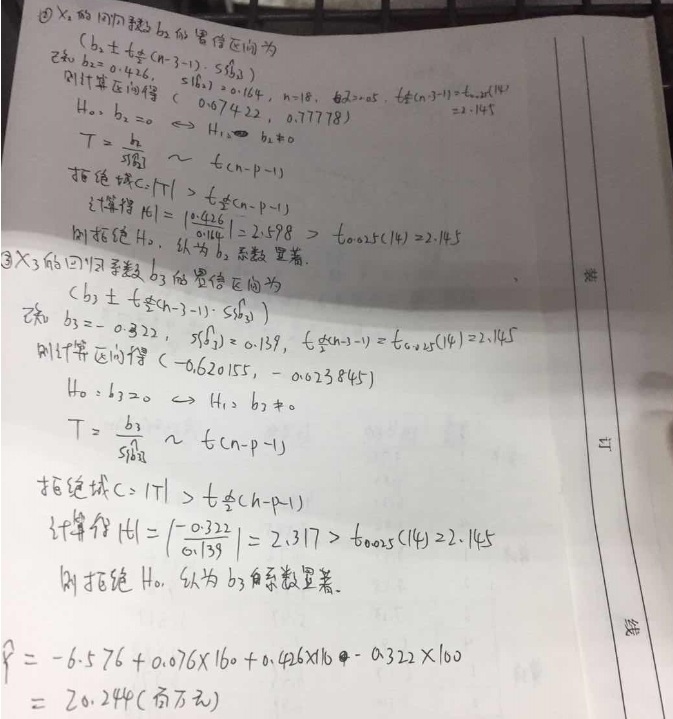 ② X₂的回归系数b₂的置信区间为
(b₂ ± t_{α/2}(n-3-1)·S(b̂₂))
已知 b₂=0.426, S(b̂₂)=0.164, n=18, α=0.05, t_{α/2}(n-3-1)=t_{0.025}(14)
=2.145
则计算区间得 (0.07422, 0.77778)
H₀: b₂=0 ↔ H₁: b₂≠0
T = b₂/S(b̂₂) ~ t(n-p-1)
拒绝域C:|T| > t_{α/2}(n-p-1)
计算得|t| = |0.426/0.164| = 2.598 > t_{0.025}(14)=2.145
则拒绝H₀, 认为b₂系数显著.
③ X₃的回归系数b₃的置信区间为
(b₃ ± t_{α/2}(n-3-1)·S(b̂₃))
已知 b₃=-0.322, S(b̂₃)=0.139, t_{α/2}(n-3-1)=t_{0.025}(14)=2.145
则计算区间得 (-0.620155, -0.023845)
H₀: b₃=0 ↔ H₁: b₃≠0
T = b₃/S(b̂₃) ~ t(n-p-1)
拒绝域C:|T| > t_{α/2}(n-p-1)
计算得|t| = |-0.322/0.139| = 2.317 > t_{0.025}(14)=2.145
则拒绝H₀, 认为b₃系数显著.
Ŷ = -6.576+0.076×160+0.426×110-0.322×100
= 20.244(百万元)
装
订
线